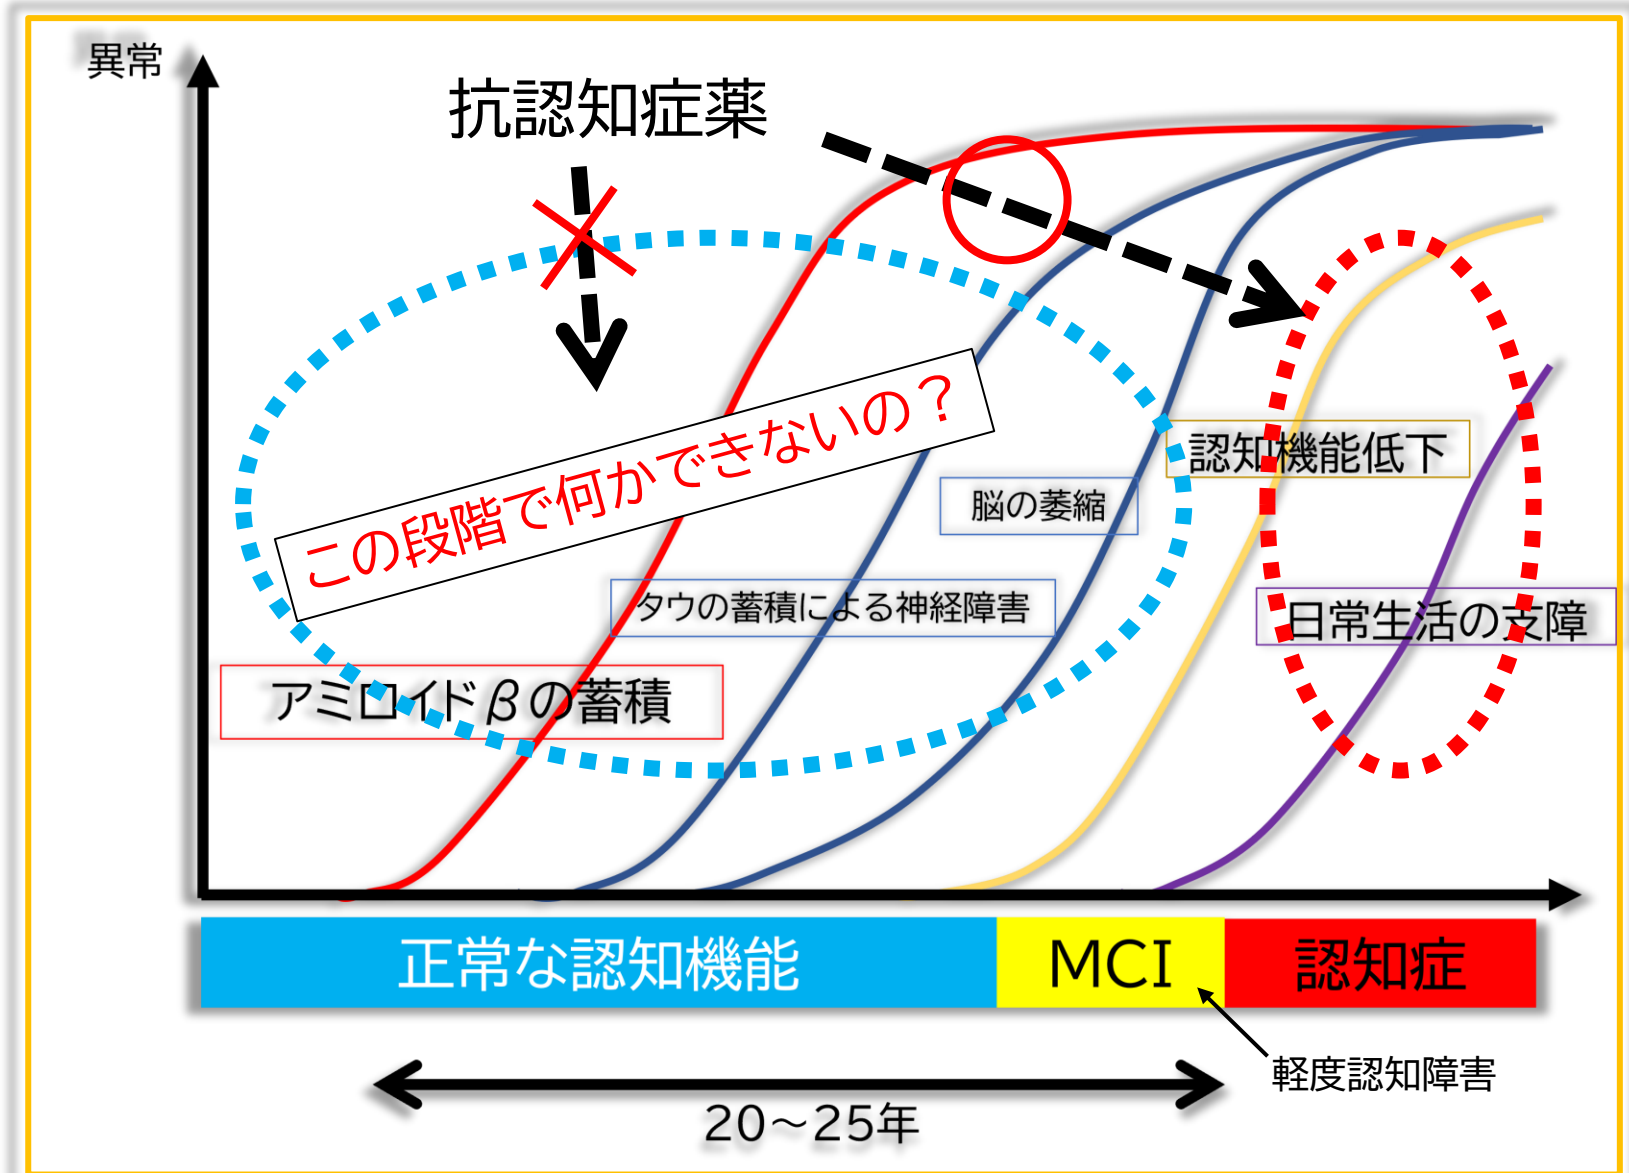 異常
抗認知症薬
この段階で何かできないの？
認知機能低下
脳の萎縮
タウの蓄積による神経障害
日常生活の支障
アミロイドβの蓄積
正常な認知機能
MCI
認知症
軽度認知障害
20～25年